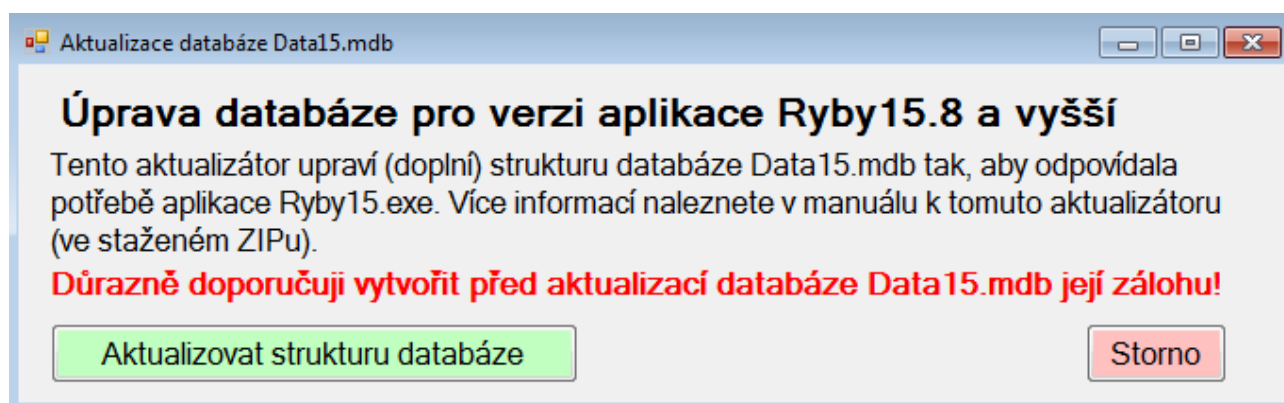 Aktualizace databáze Data15.mdb
Úprava databáze pro verzi aplikace Ryby15.8 a vyšší
Tento aktualizátor upraví (doplní) strukturu databáze Data15.mdb tak, aby odpovídala
potřebě aplikace Ryby15.exe. Více informací naleznete v manuálu k tomuto aktualizátoru
(ve staženém ZIPu).
Důrazně doporučuji vytvořit před aktualizací databáze Data15.mdb její zálohu!
Aktualizovat strukturu databáze
Storno